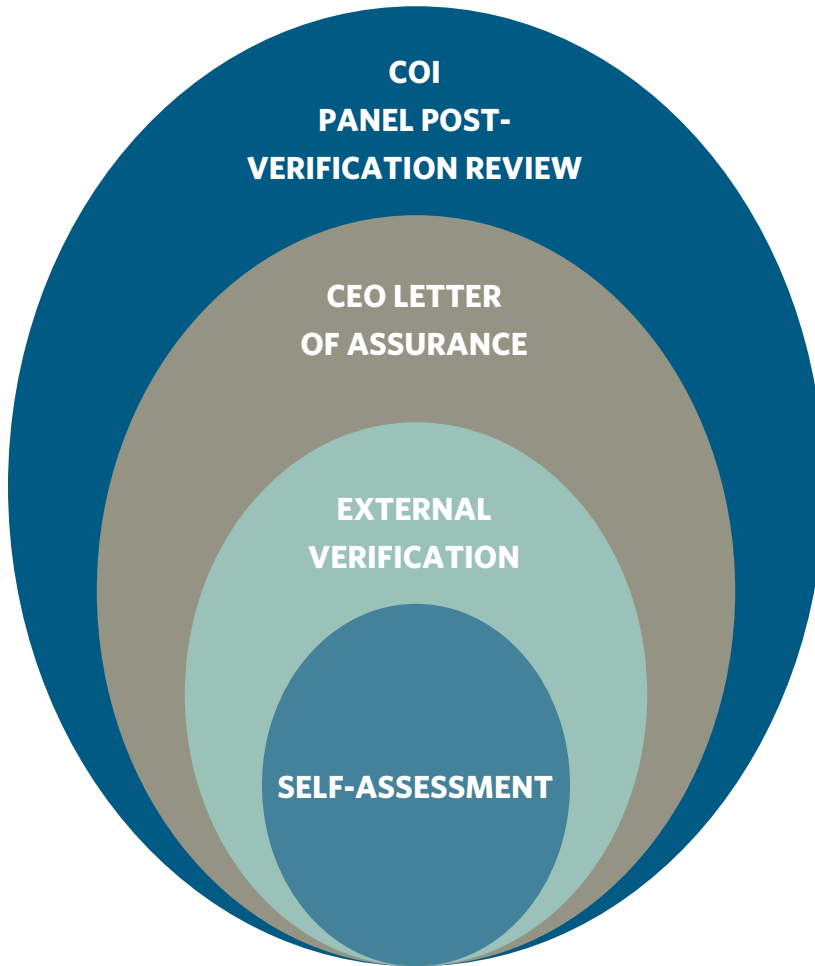 COI
PANEL POST-
VERIFICATION REVIEW
CEO LETTER
OF ASSURANCE
EXTERNAL
VERIFICATION
SELF-ASSESSMENT